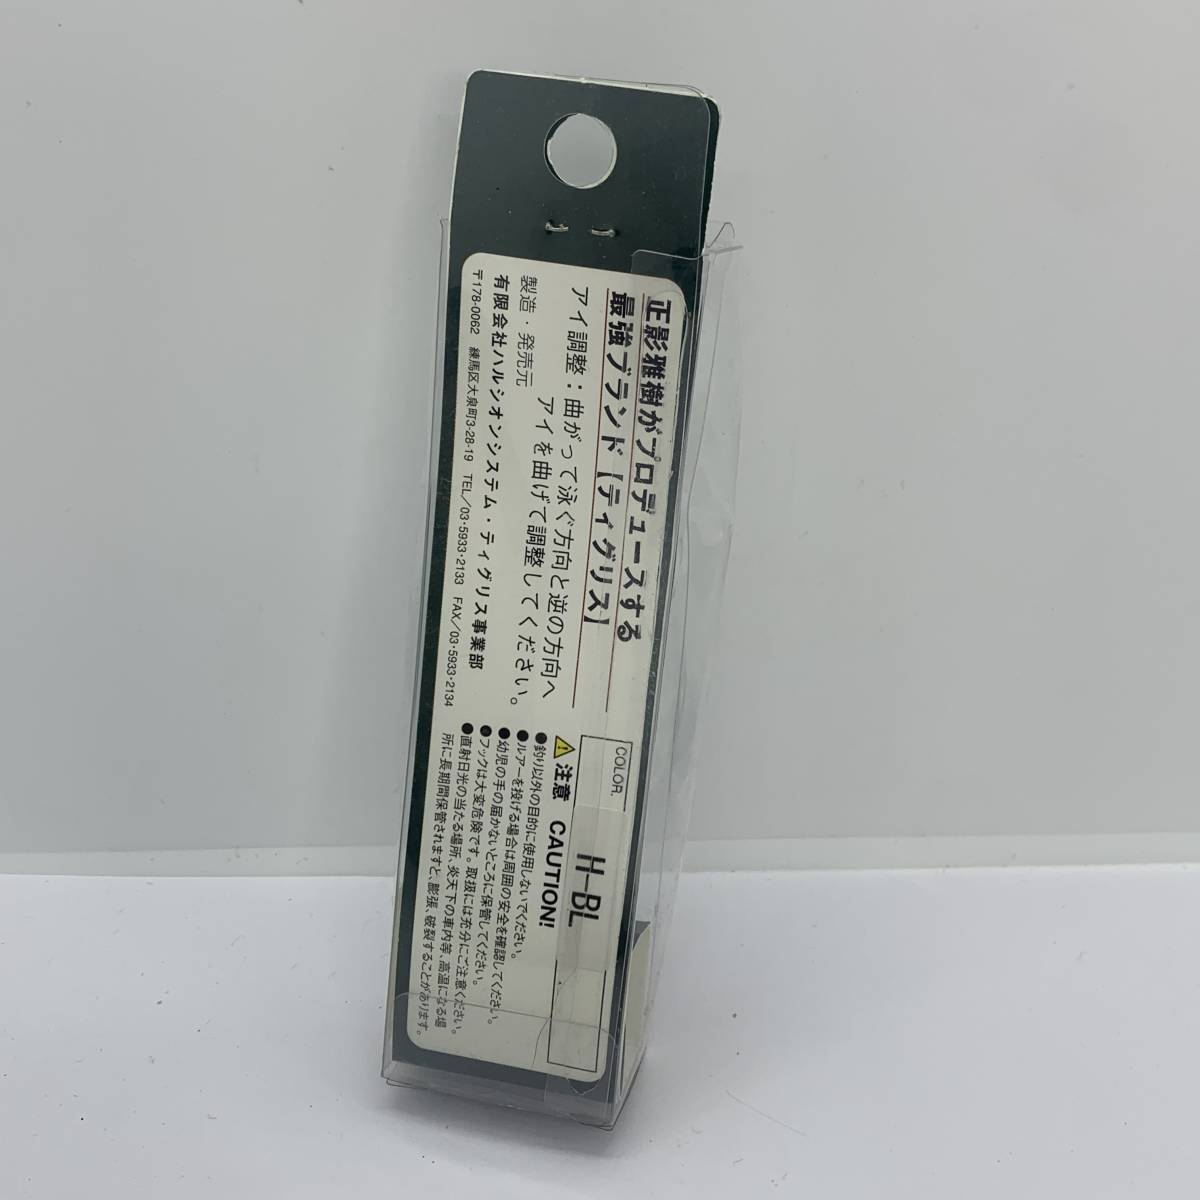 正影雅樹がプロデュースする
最強ブランド【ティグリス】
アイ調整：曲がって泳ぐ方向と逆の方向へ
アイを曲げて調整してください。
製造・発売元
有限会社ハルシオンシステム・ティグリス事業部
〒178-0062 練馬区大泉町3-28-19 TEL／03・5933・2133 FAX／03・5933・2134
COLOR.
H-BL
注意 CAUTION!
●釣り以外の目的に使用しないでください。
●ルアーを投げる場合は周囲の安全を確認してください。
●幼児の手の届かないところに保管してください。
●フックは大変危険です。取扱には充分にご注意ください。
●直射日光の当たる場所、炎天下の車内等、高温になる場
所に長期間保管されますと、膨張、破裂することがあります。